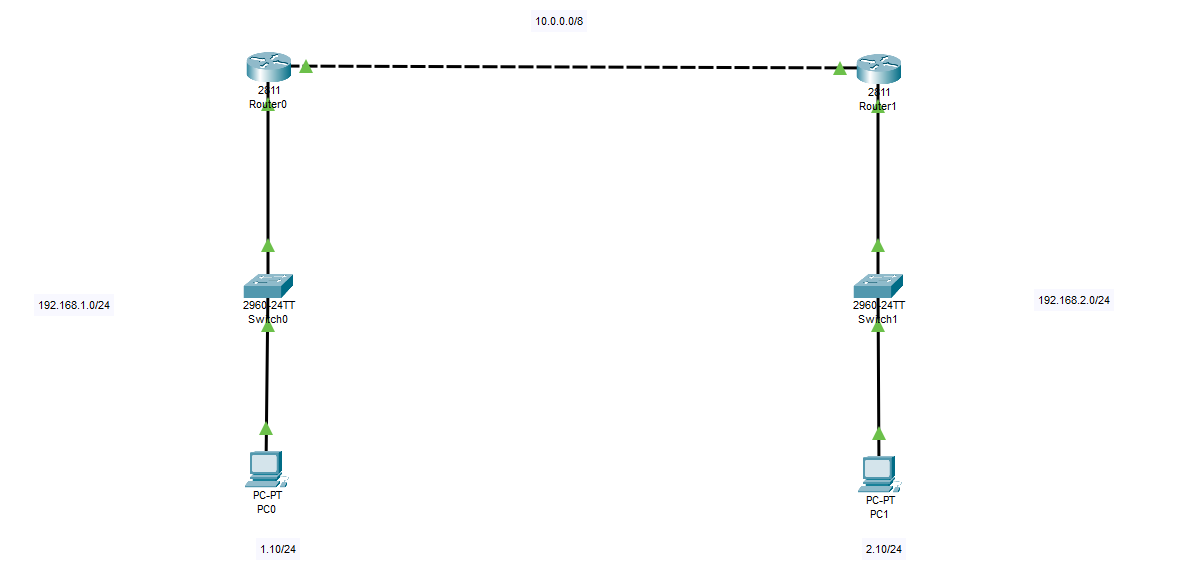 10.0.0.0/8
2811
Router0
2811
Router1
192.168.1.0/24
2960-24TT
Switch0
2960-24TT
Switch1
192.168.2.0/24
PC-PT
PC0
PC-PT
PC1
1.10/24
2.10/24